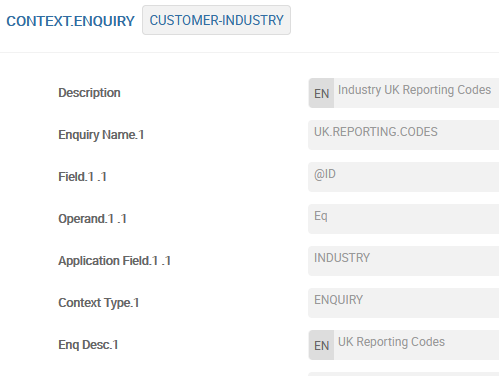 CONTEXT.ENQUIRY CUSTOMER-INDUSTRY
Description EN Industry UK Reporting Codes
Enquiry Name.1 UK.REPORTING.CODES
Field.1 .1 @ID
Operand.1 .1 Eq
Application Field.1 .1 INDUSTRY
Context Type.1 ENQUIRY
Enq Desc.1 EN UK Reporting Codes